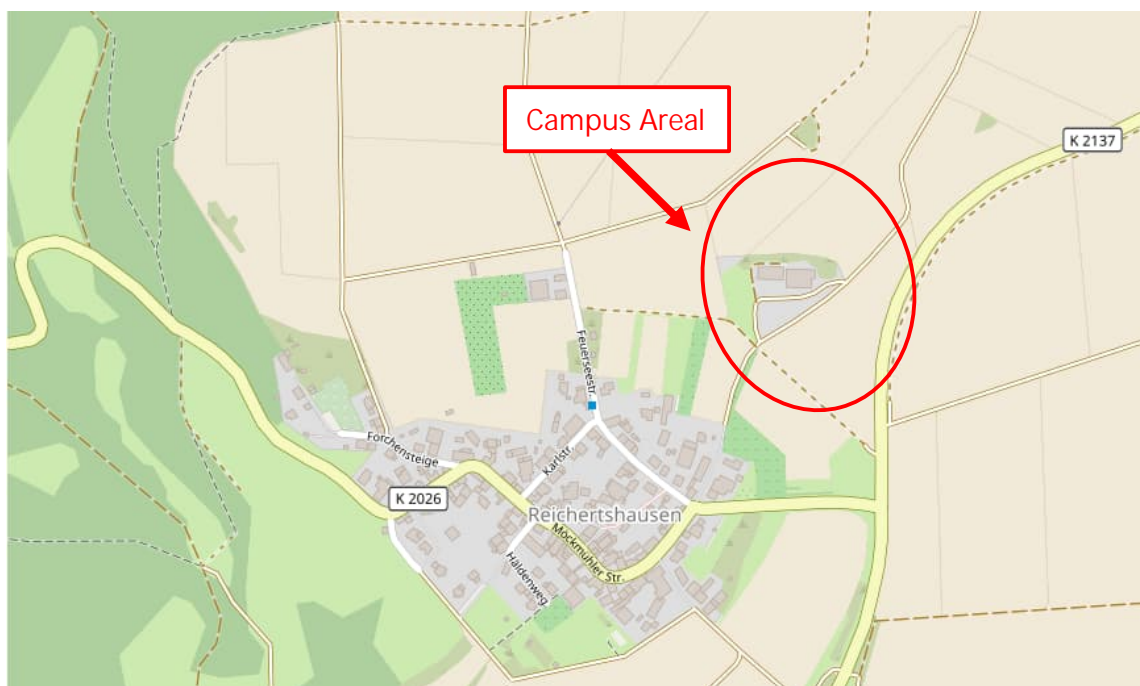 Campus Areal
K 2137
Feuerseestr.
Forchensteige
Karlstr.
K 2026
Reichertshausen
Möckmühler Str.
Haldenweg